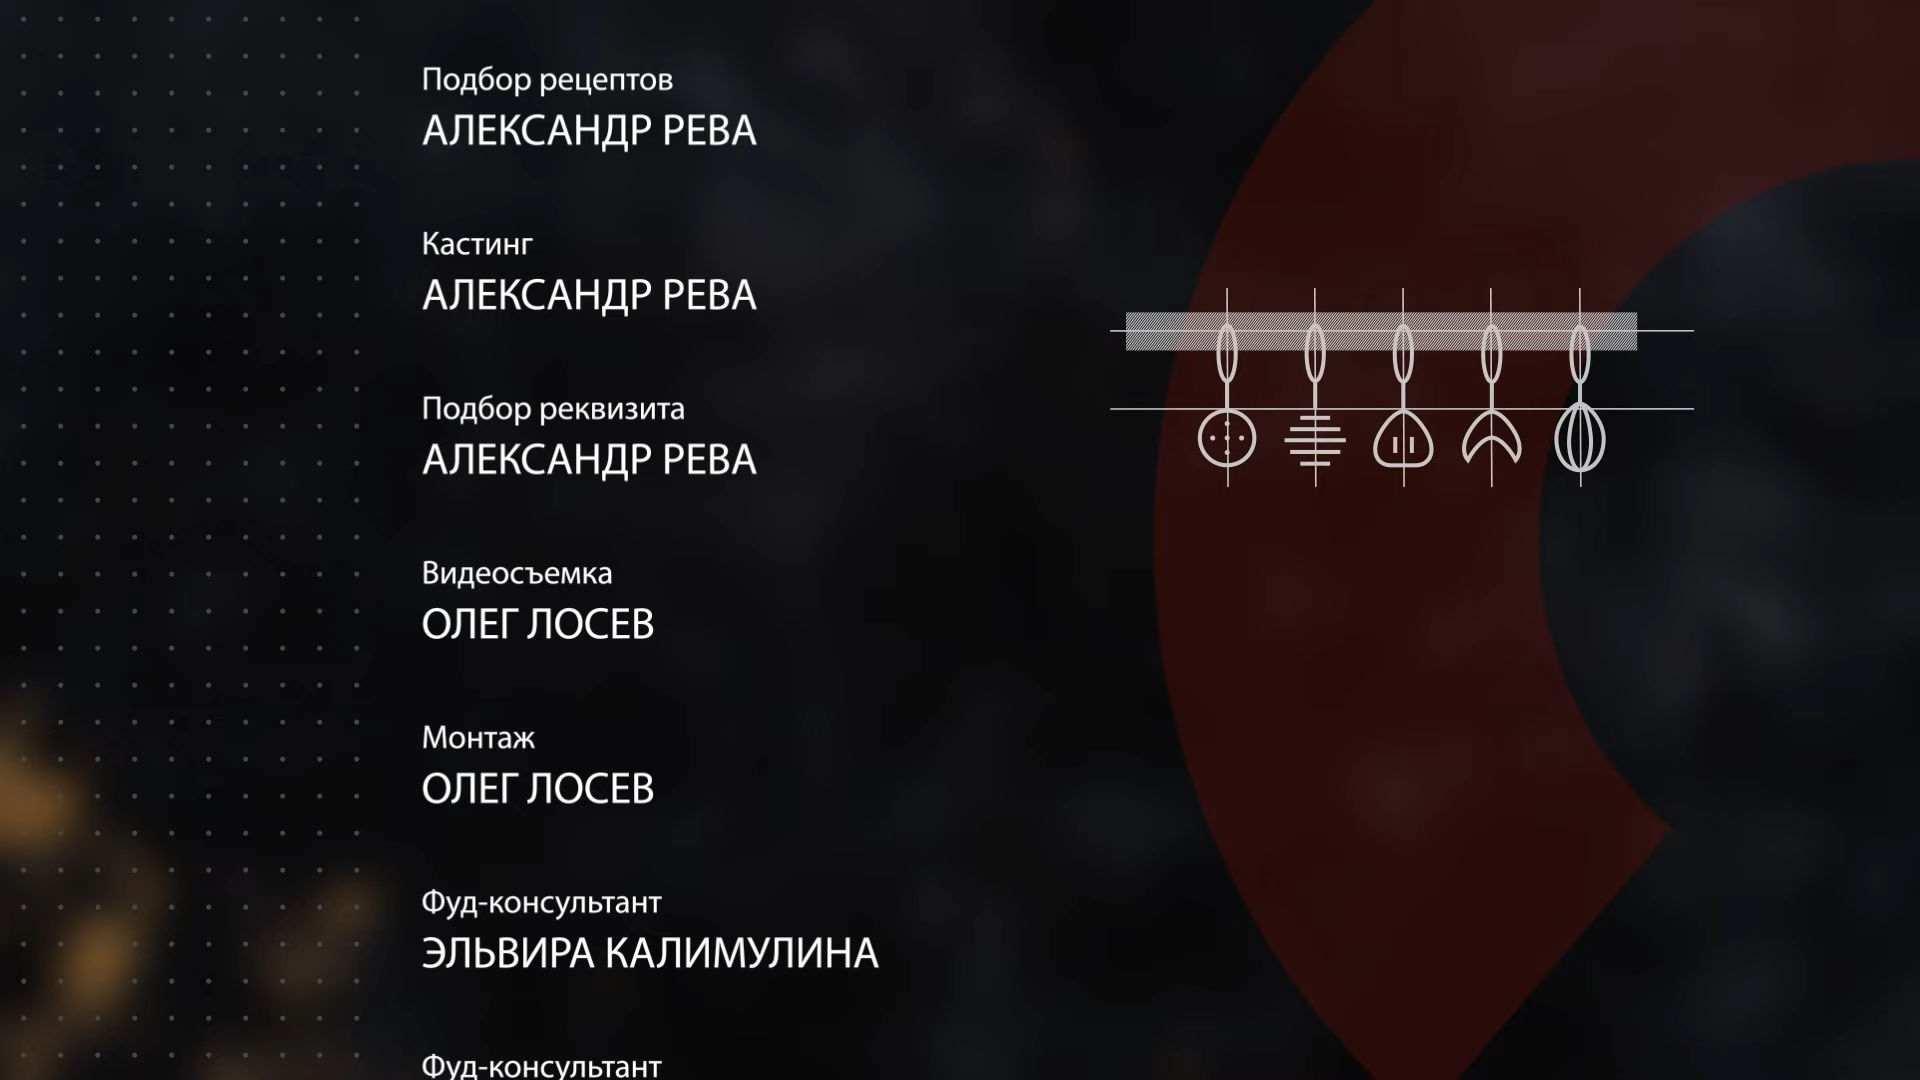 Подбор рецептов
АЛЕКСАНДР РЕВА
Кастинг
АЛЕКСАНДР РЕВА
Подбор реквизита
АЛЕКСАНДР РЕВА
Видеосъемка
ОЛЕГ ЛОСЕВ
Монтаж
ОЛЕГ ЛОСЕВ
Фуд-консультант
ЭЛЬВИРА КАЛИМУЛИНА
Фуд-консультант